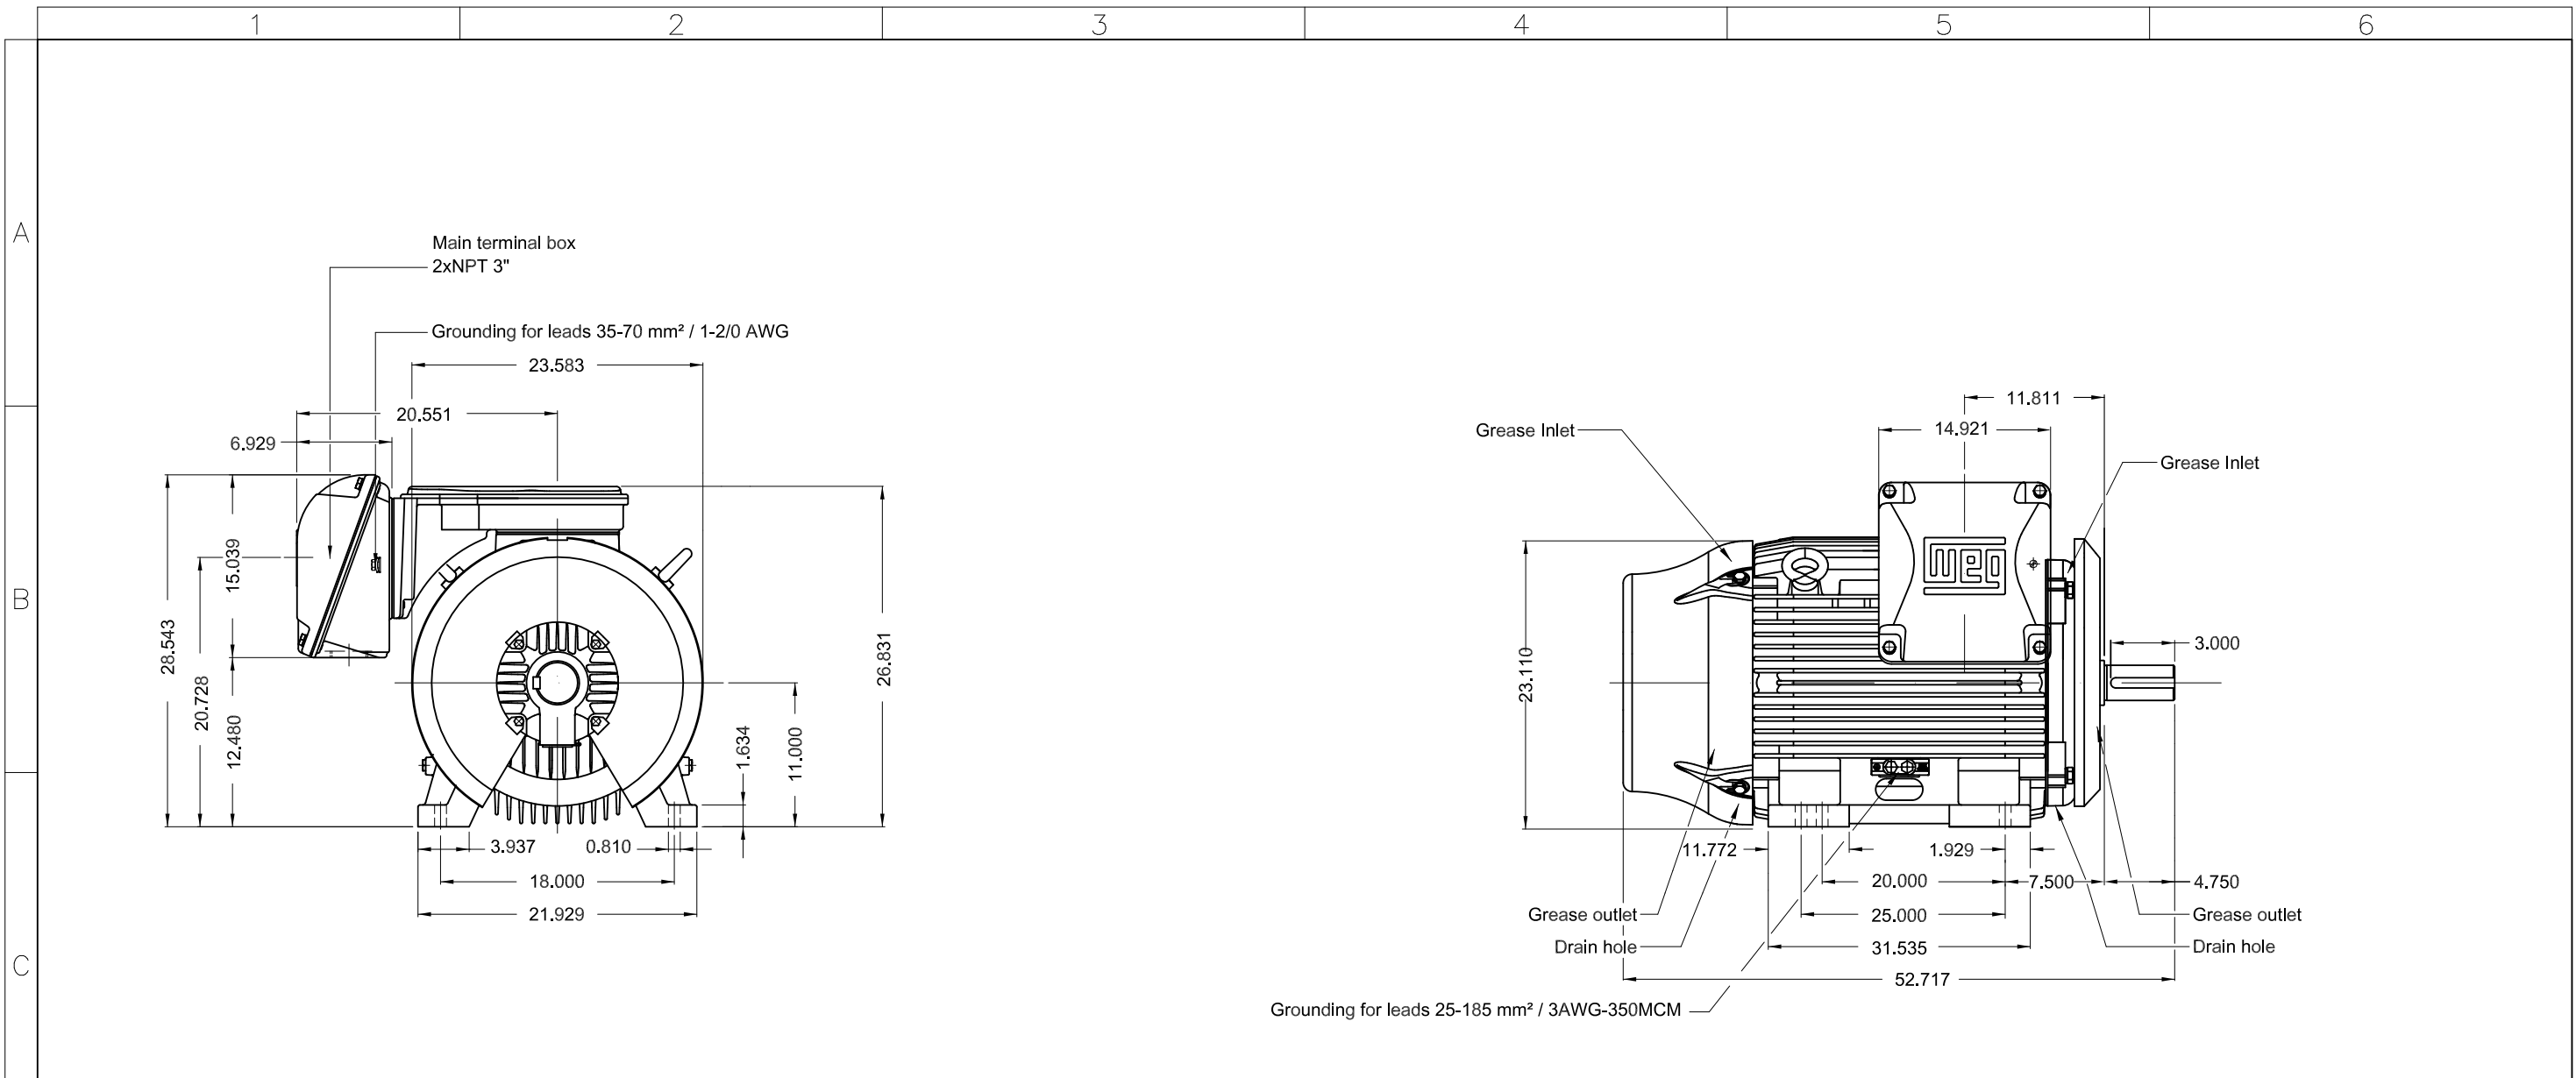 1 2 3 4 5 6
A
Main terminal box
2xNPT 3"
Grounding for leads 35-70 mm² / 1-2/0 AWG
23.583
20.551
6.929
15.039
28.543
20.728
12.480
26.831
1.634
11.000
3.937 0.810
18.000
21.929
B
C
11.811
14.921
Grease Inlet
Grease Inlet
weg
23.110
3.000
11.772 1.929
20.000 7.500 4.750
Grease outlet 25.000 Grease outlet
Drain hole 31.535 Drain hole
52.717
Grounding for leads 25-185 mm² / 3AWG-350MCM